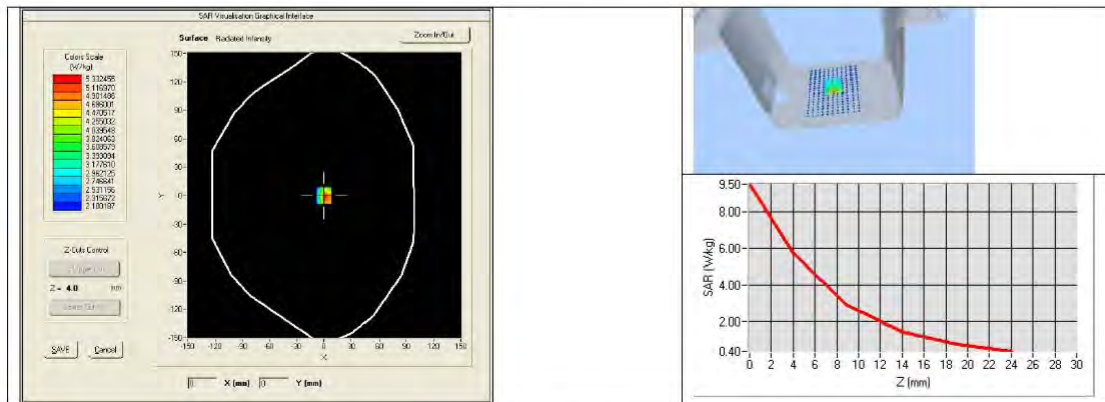 SAR Visualisation Graphical Interface
Surface Radiated Intensity
Zoom In/Out
Colors Scale
(W/kg)
5.332455
5.116970
4.901486
4.686001
4.470517
4.255032
4.039548
3.824063
3.608579
3.393094
3.177610
2.962125
2.746641
2.531156
2.315672
2.100187
Z-Cuts Control
Z = 4.0 mm
SAVE Cancel
150
120
90
60
30
0
-30
-60
-90
-120
-150
Y
-150 -120 -90 -60 -30 0 30 60 90 120 150
X
0 X (mm) 0 Y (mm)
9.50
8.00
6.00
4.00
2.00
0.40
SAR (W/kg)
0 2 4 6 8 10 12 14 16 18 20 22 24 26 28 30
Z (mm)